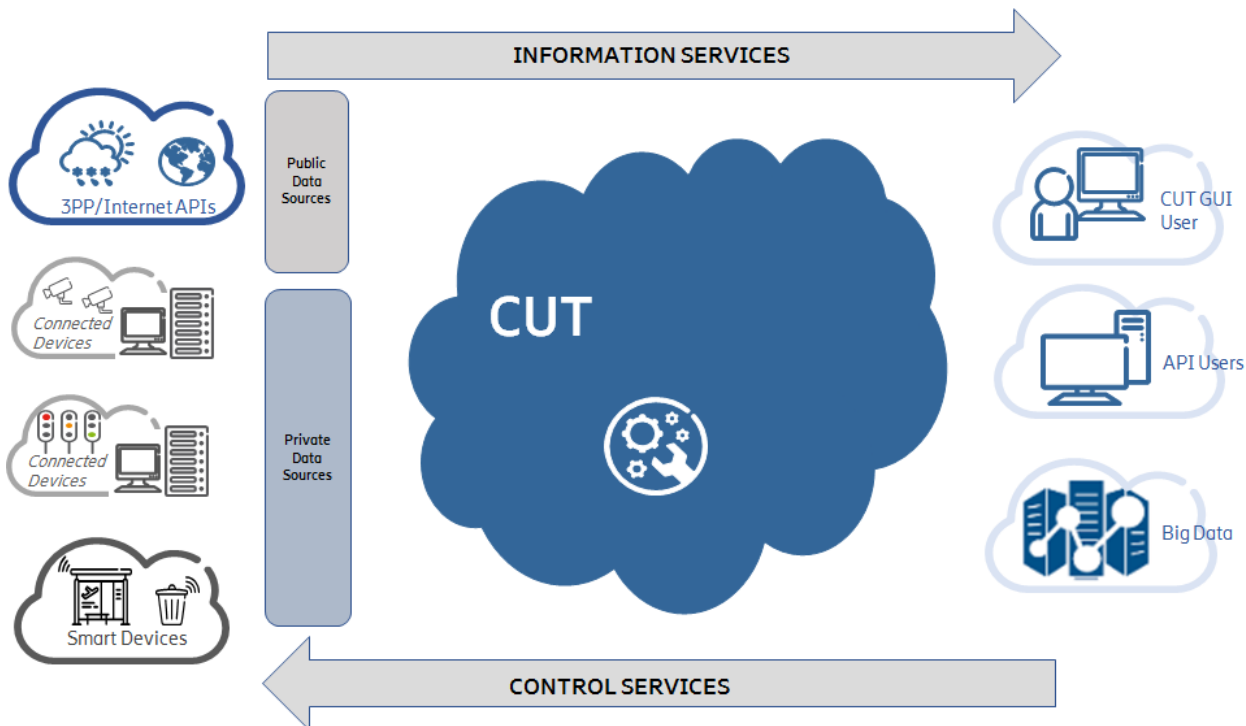 INFORMATION SERVICES
3PP/Internet APIs
Public
Data
Sources
Connected
Devices
Connected
Devices
Smart Devices
Private
Data
Sources
CUT
CUT GUI
User
API Users
Big Data
CONTROL SERVICES